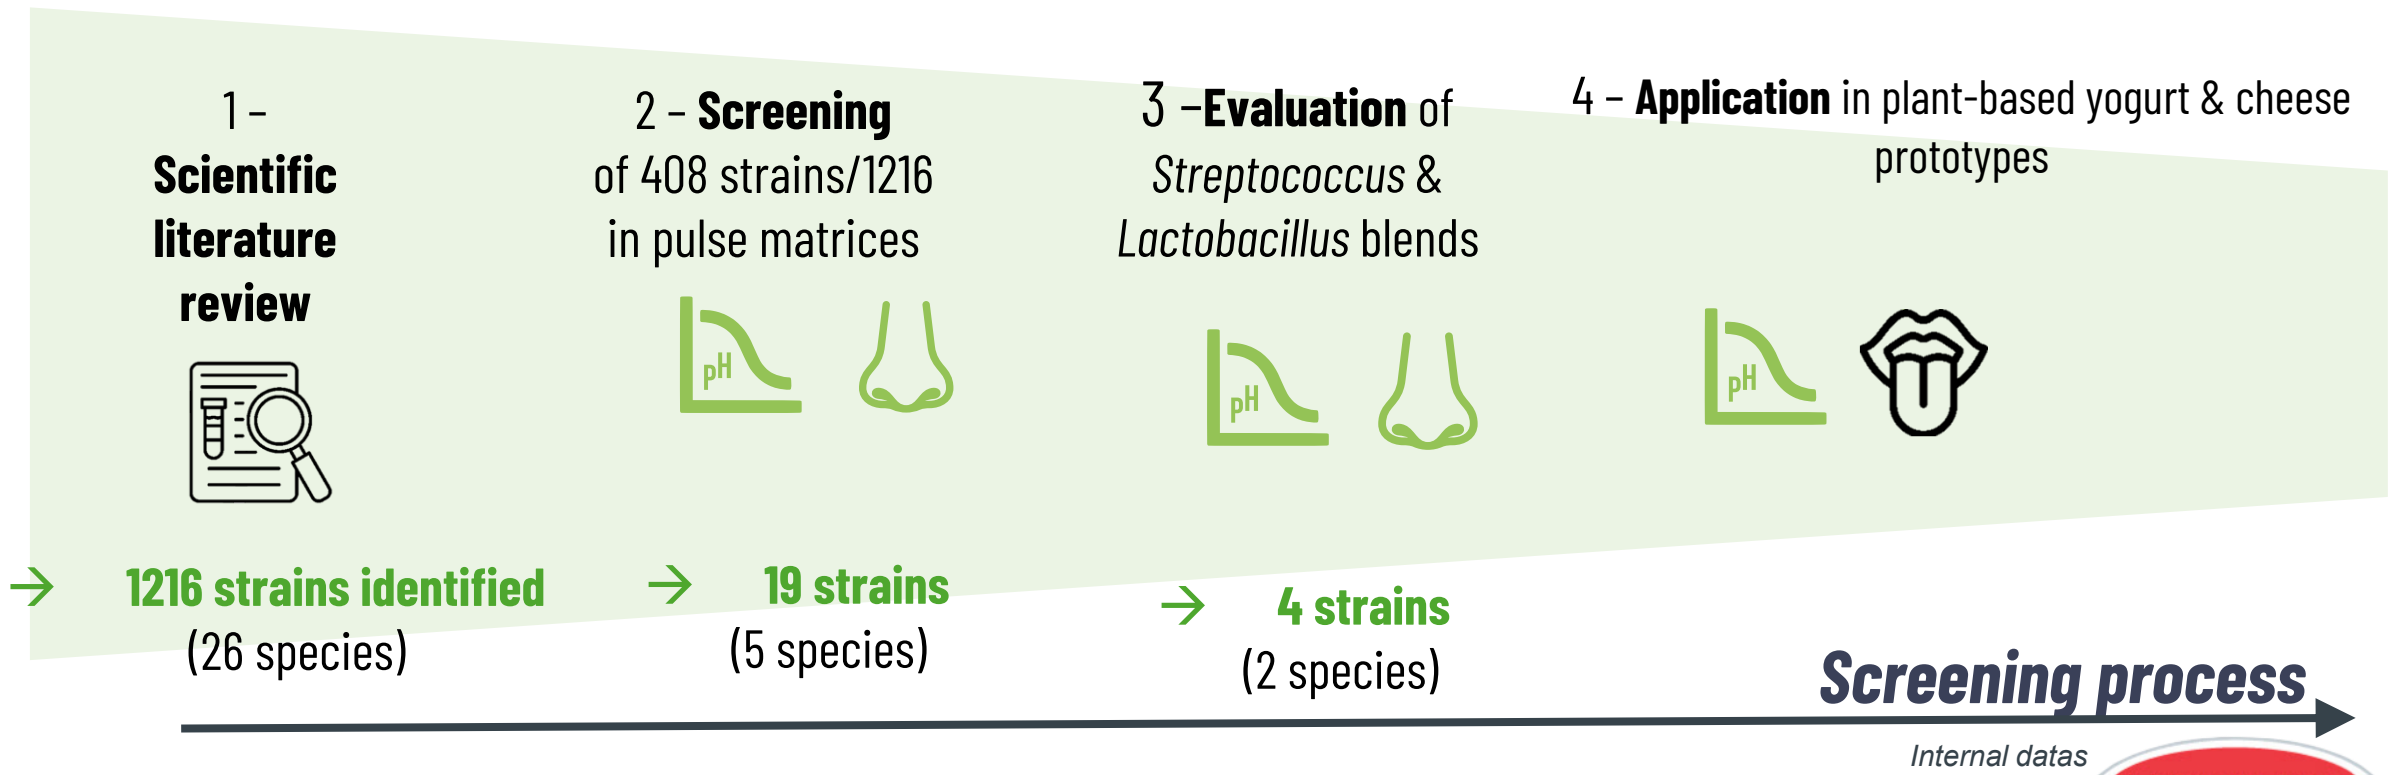 1 –
Scientific
literature
review
1216 strains identified
(26 species)
2 – Screening
of 408 strains/1216
in pulse matrices
pH
19 strains
(5 species)
3 –Evaluation of
Streptococcus &
Lactobacillus blends
pH
4 strains
(2 species)
4 – Application in plant-based yogurt & cheese
prototypes
pH
Screening process
Internal datas